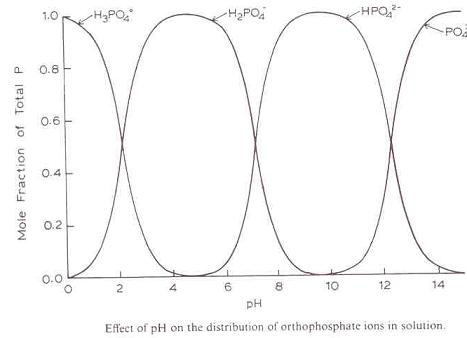 H₃PO₄°
H₂PO₄⁻
HPO₄²⁻
PO₄³
Mole Fraction of Total P
1.0
0.8
0.6
0.4
0.2
0.0
0
2
4
6
8
10
12
14
pH
Effect of pH on the distribution of orthophosphate ions in solution.